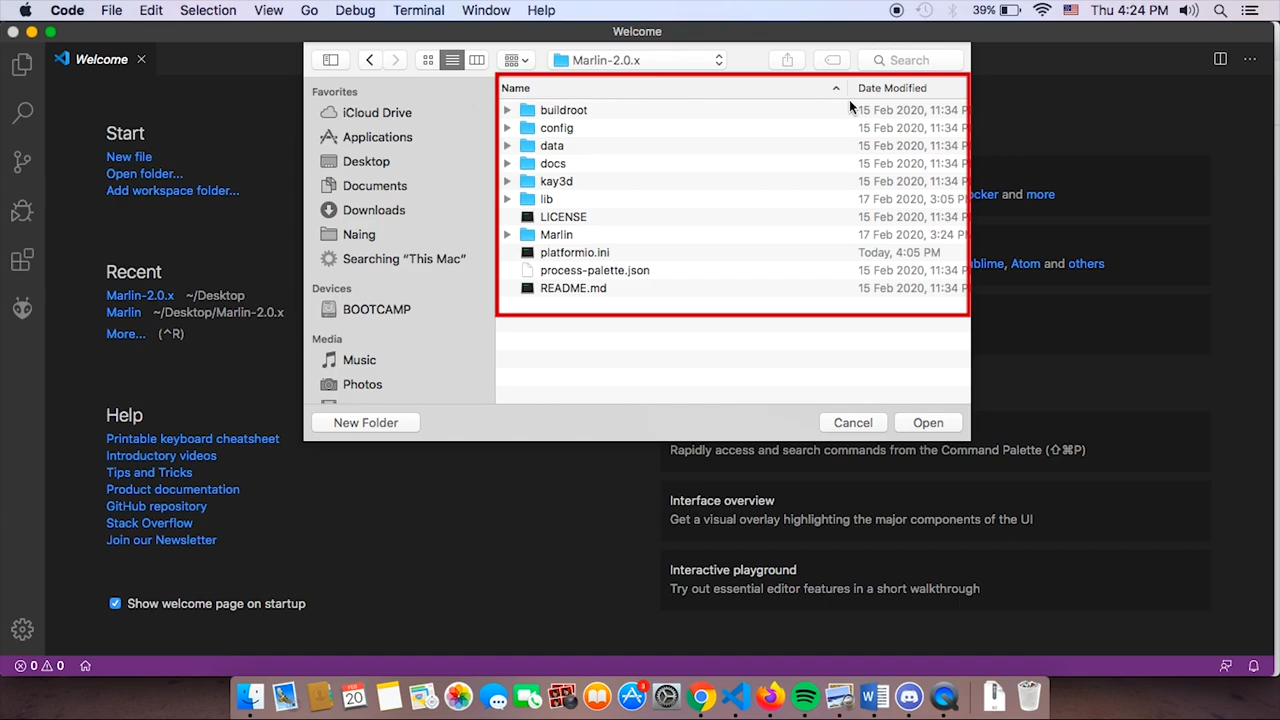 Code File Edit Selection View Go Debug Terminal Window Help 39% Thu 4:24 PM
Welcome
Welcome
Marlin-2.0.x
Search
Favorites
iCloud Drive
Applications
Desktop
Documents
Downloads
Naing
Searching “This Mac”
Devices
BOOTCAMP
Media
Music
Photos
Name Date Modified
buildroot 15 Feb 2020, 11:34 P
config 15 Feb 2020, 11:34 P
data 15 Feb 2020, 11:34 P
docs 15 Feb 2020, 11:34 P
kay3d 15 Feb 2020, 11:34 P
lib 17 Feb 2020, 3:05 P
LICENSE 15 Feb 2020, 11:34 P
Marlin 17 Feb 2020, 3:24 P
platformio.ini Today, 4:05 PM
process-palette.json 15 Feb 2020, 11:34 P
README.md 15 Feb 2020, 11:34 P
New Folder Cancel Open
Start
New file
Open folder...
Add workspace folder...
Recent
Marlin-2.0.x ~/Desktop
Marlin ~/Desktop/Marlin-2.0.x
More... (^R)
Help
Printable keyboard cheatsheet
Introductory videos
Tips and Tricks
Product documentation
GitHub repository
Stack Overflow
Join our Newsletter
Show welcome page on startup
ocker and more
ublime, Atom and others
Rapidly access and search commands from the Command Palette (⇧⌘P)
Interface overview
Get a visual overlay highlighting the major components of the UI
Interactive playground
Try out essential editor features in a short walkthrough
0 0
20
3